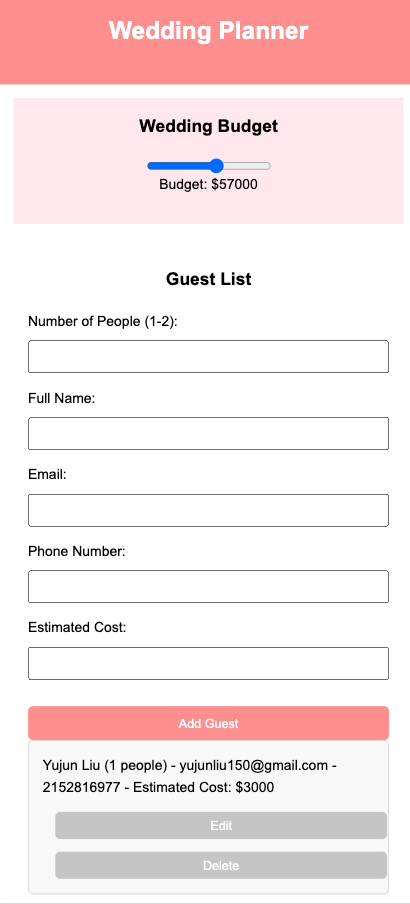 Wedding Planner
Wedding Budget
Budget: $57000
Guest List
Number of People (1-2):
Full Name:
Email:
Phone Number:
Estimated Cost:
Add Guest
Yujun Liu (1 people) - yujunliu150@gmail.com -
2152816977 - Estimated Cost: $3000
Edit
Delete